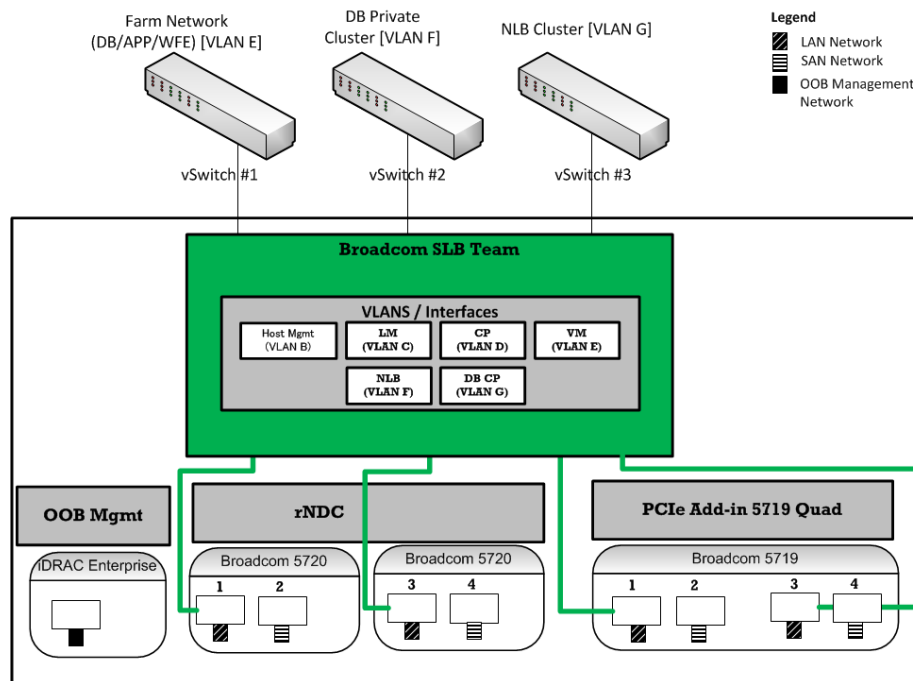 Farm Network
(DB/APP/WFE) [VLAN E]
DB Private
Cluster [VLAN F]
NLB Cluster [VLAN G]
Legend
LAN Network
SAN Network
OOB Management
Network
vSwitch #1
vSwitch #2
vSwitch #3
Broadcom SLB Team
VLANS / Interfaces
Host Mgmt
(VLAN B)
LM
(VLAN C)
CP
(VLAN D)
VM
(VLAN E)
NLB
(VLAN F)
DB CP
(VLAN G)
OOB Mgmt
rNDC
PCIe Add-in 5719 Quad
iDRAC Enterprise
Broadcom 5720
1 2
Broadcom 5720
3 4
Broadcom 5719
1 2 3 4